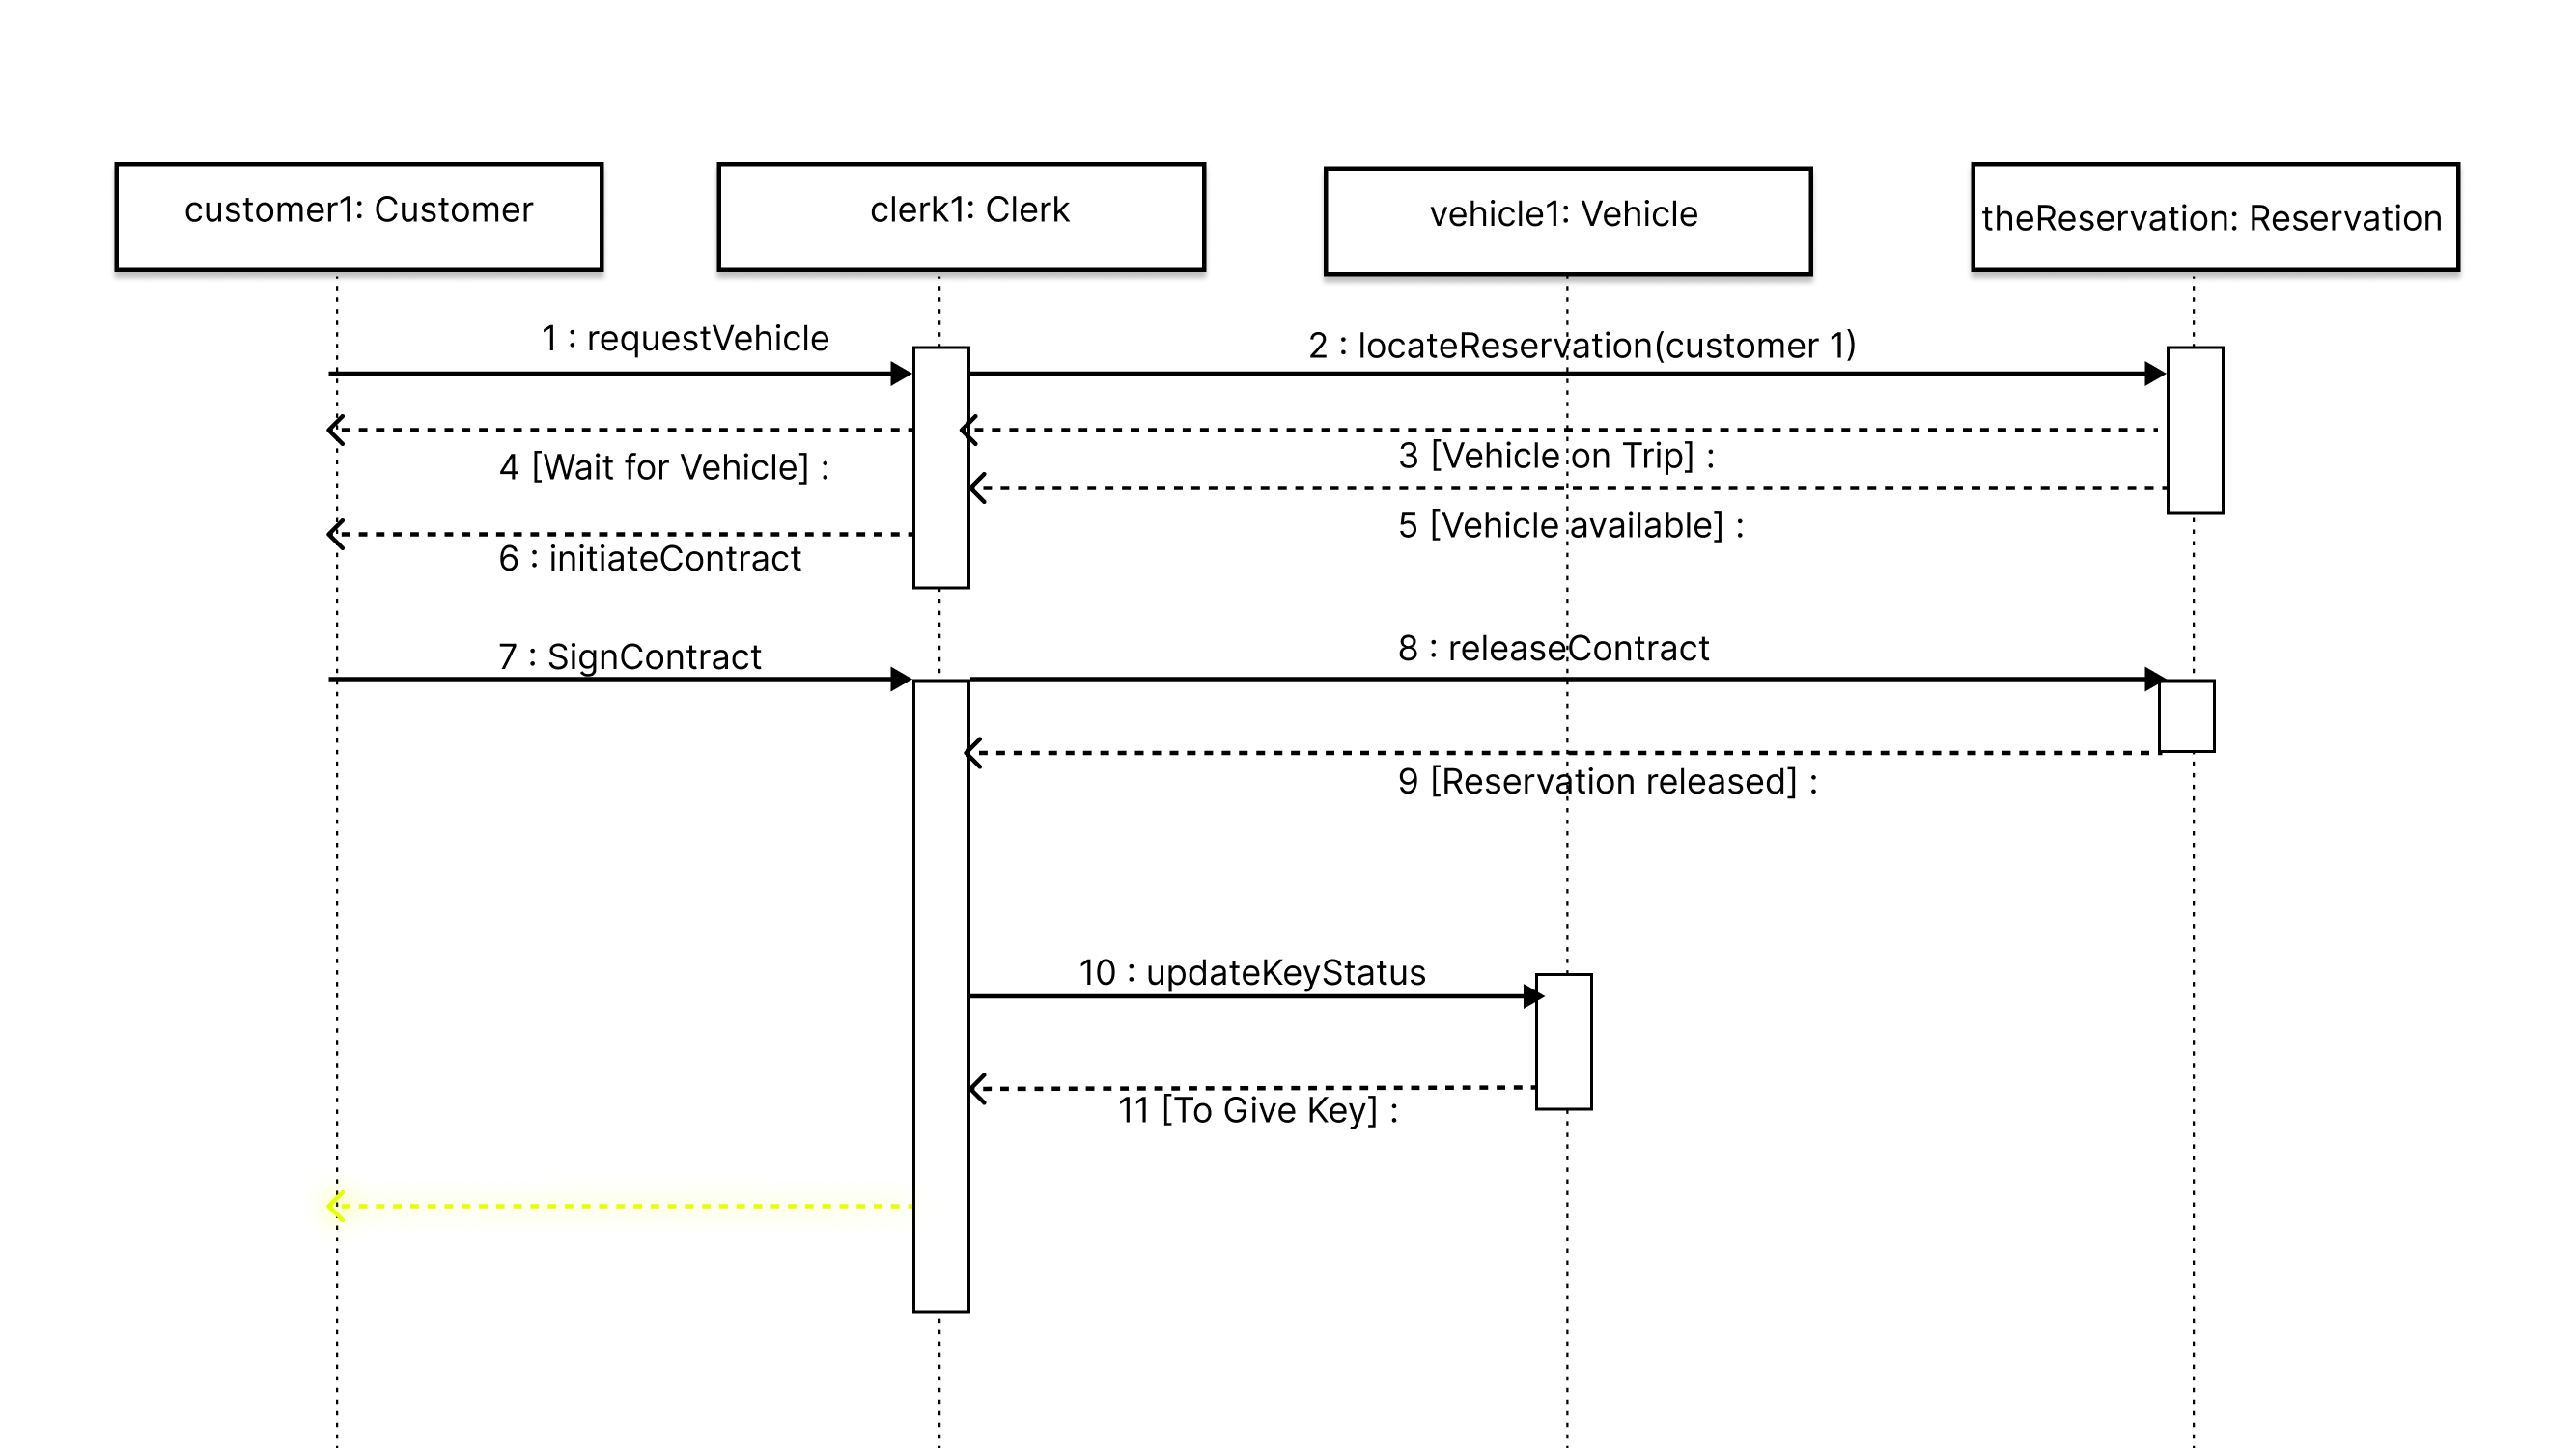 customer1: Customer
clerk1: Clerk
vehicle1: Vehicle
theReservation: Reservation
1 : requestVehicle
2 : locateReservation(customer 1)
3 [Vehicle on Trip] :
4 [Wait for Vehicle] :
5 [Vehicle available] :
6 : initiateContract
7 : SignContract
8 : releaseContract
9 [Reservation released] :
10 : updateKeyStatus
11 [To Give Key] :